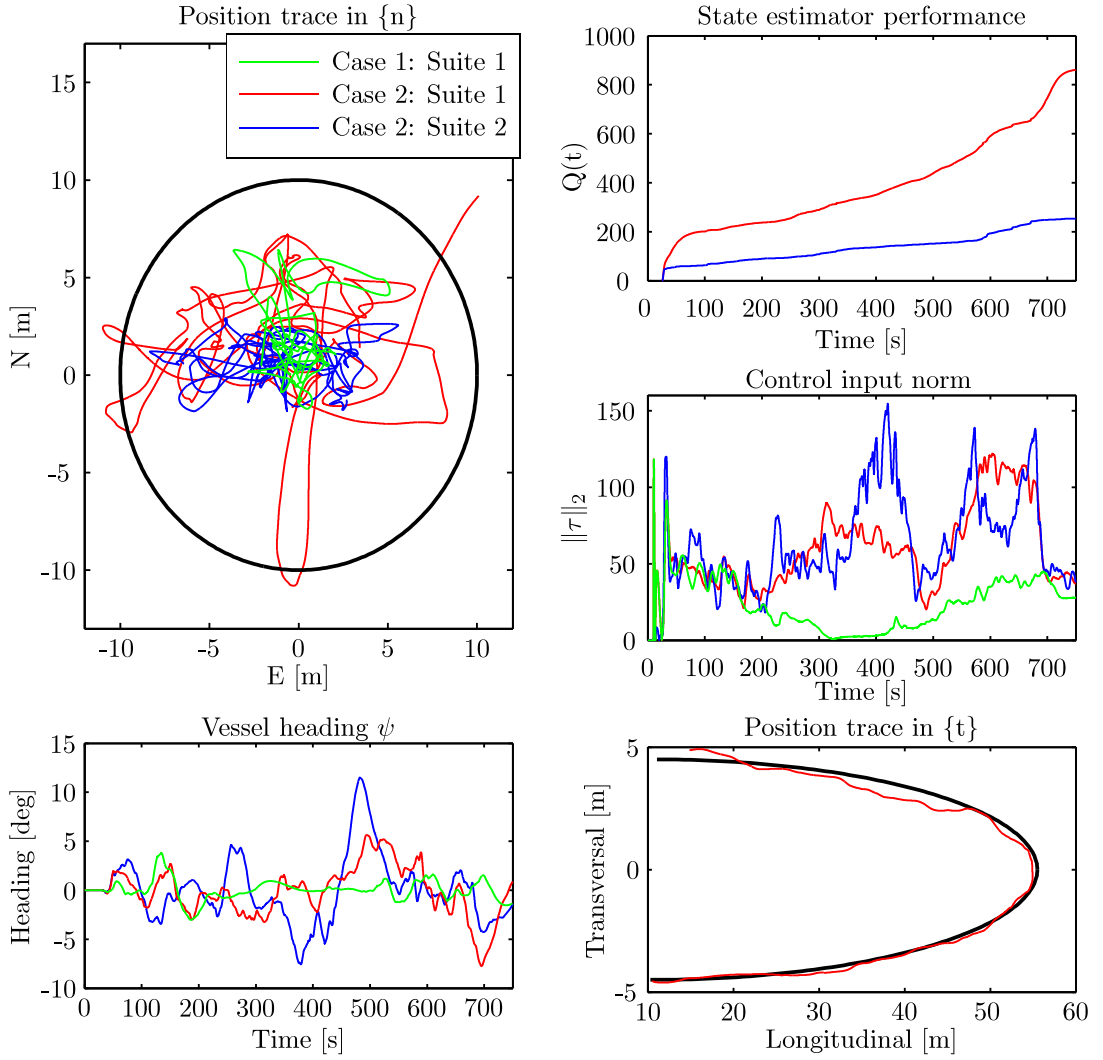 Position trace in {n}
Case 1: Suite 1
Case 2: Suite 1
Case 2: Suite 2
15
10
5
0
-5
-10
N [m]
-10 -5 0 5 10
E [m]
State estimator performance
1000
800
600
400
200
0
Q(t)
0 100 200 300 400 500 600 700
Time [s]
Control input norm
150
100
50
0
||τ||₂
0 100 200 300 400 500 600 700
Time [s]
Vessel heading ψ
15
10
5
0
-5
-10
Heading [deg]
0 100 200 300 400 500 600 700
Time [s]
Position trace in {t}
5
0
-5
Transversal [m]
10 20 30 40 50 60
Longitudinal [m]